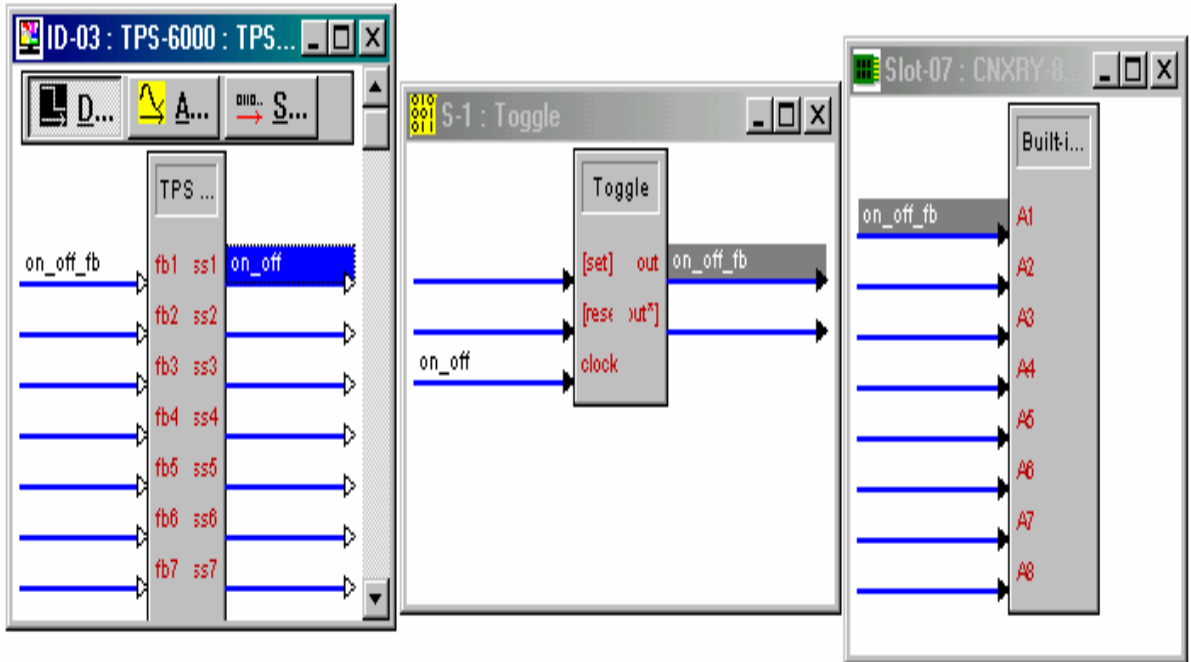 ID-03 : TPS-6000 : TPS...
D... A... S...
TPS ...
on_off_fb fb1 ss1 on_off
fb2 ss2
fb3 ss3
fb4 ss4
fb5 ss5
fb6 ss6
fb7 ss7
S-1 : Toggle
Toggle
[set] out on_off_fb
[rese out*]
on_off clock
Slot-07 : CNXRY-8...
Built-i...
on_off_fb A1
A2
A3
A4
A5
A6
A7
A8